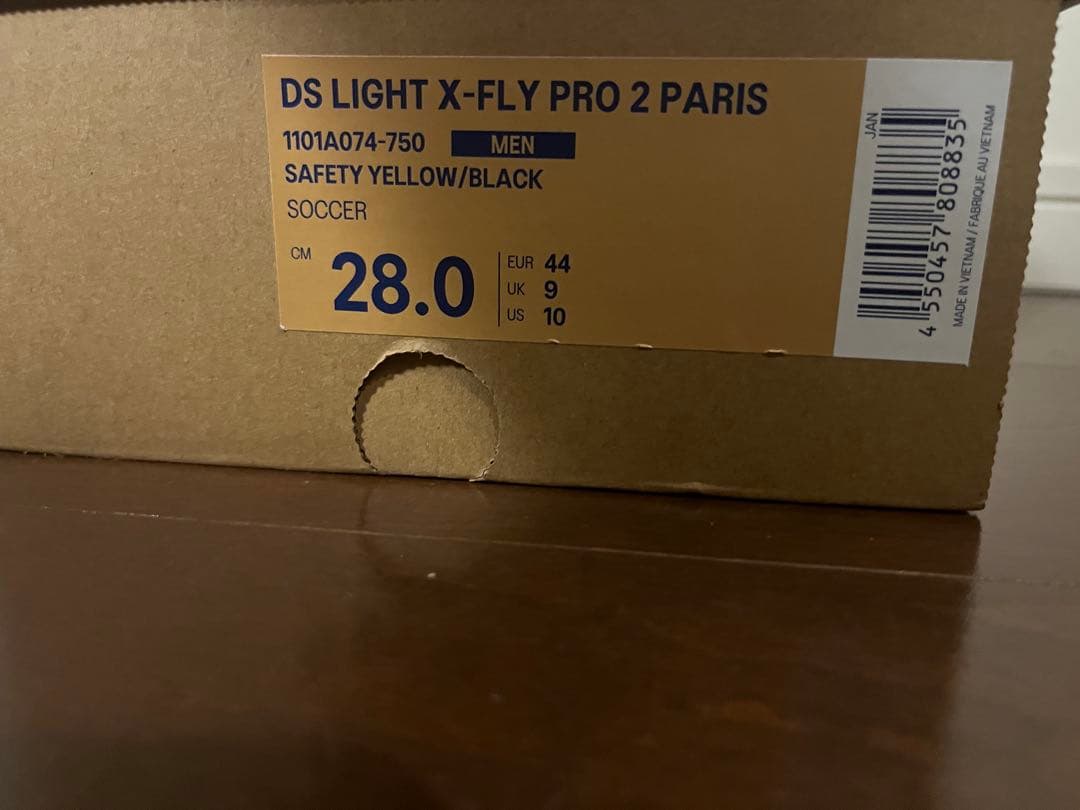 DS LIGHT X-FLY PRO 2 PARIS
1101A074-750 MEN
SAFETY YELLOW/BLACK
SOCCER
CM 28.0
EUR 44
UK 9
US 10
JAN
4 550457 808835
MADE IN VIETNAM / FABRIQUE AU VIETNAM